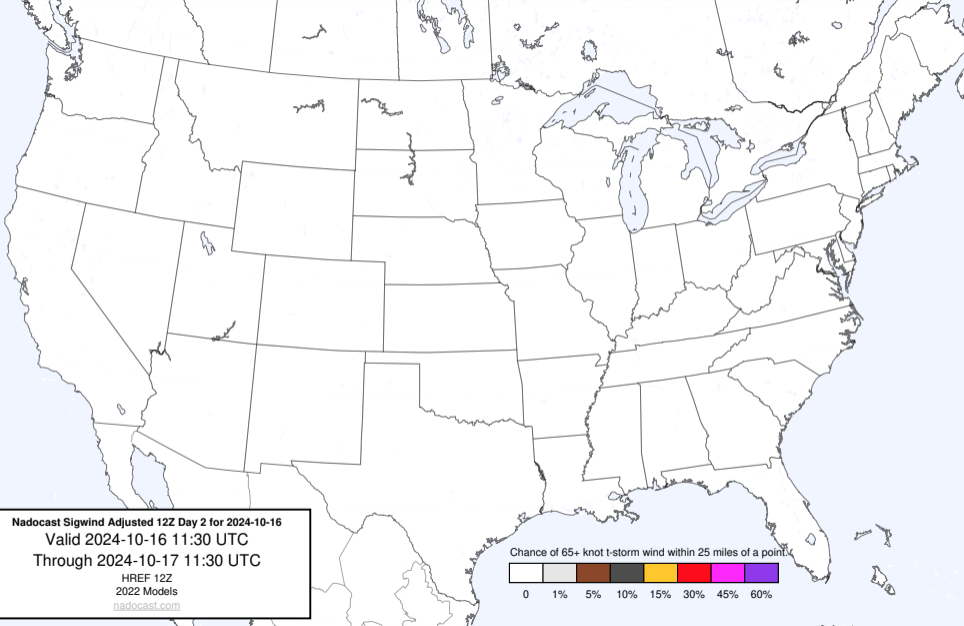 Nadocast Sigwind Adjusted 12Z Day 2 for 2024-10-16
Valid 2024-10-16 11:30 UTC
Through 2024-10-17 11:30 UTC
HREF 12Z
2022 Models
nadocast.com
Chance of 65+ knot t-storm wind within 25 miles of a point.
0 1% 5% 10% 15% 30% 45% 60%